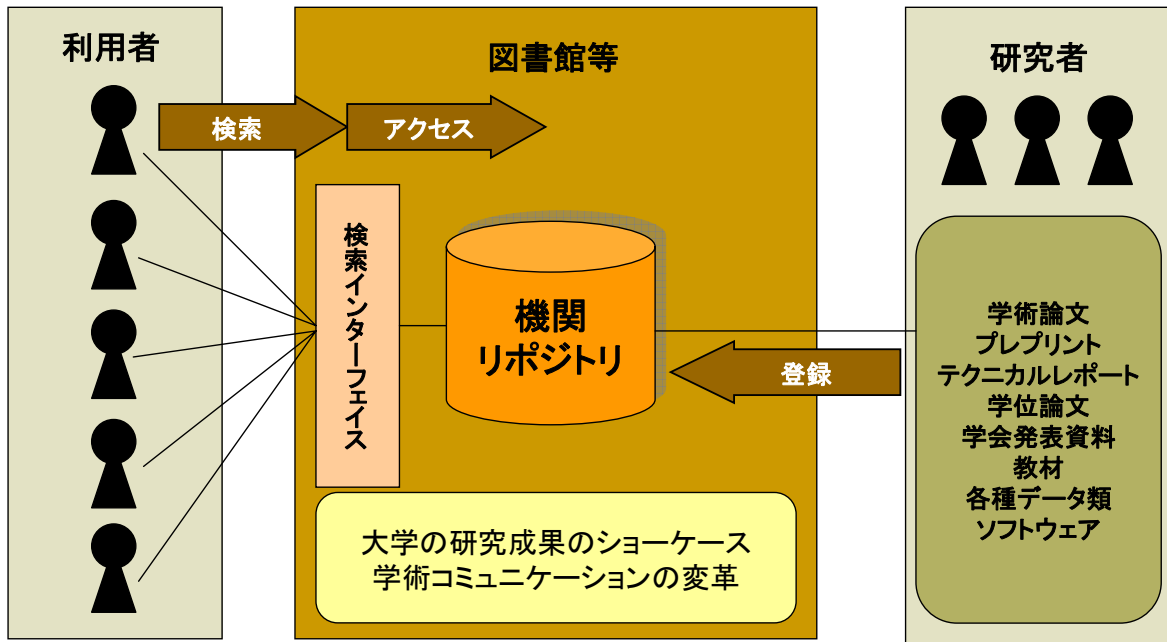 利用者
検索
アクセス
図書館等
検索インターフェイス
機関
リポジトリ
登録
大学の研究成果のショーケース
学術コミュニケーションの変革
研究者
学術論文
プレプリント
テクニカルレポート
学位論文
学会発表資料
教材
各種データ類
ソフトウェア